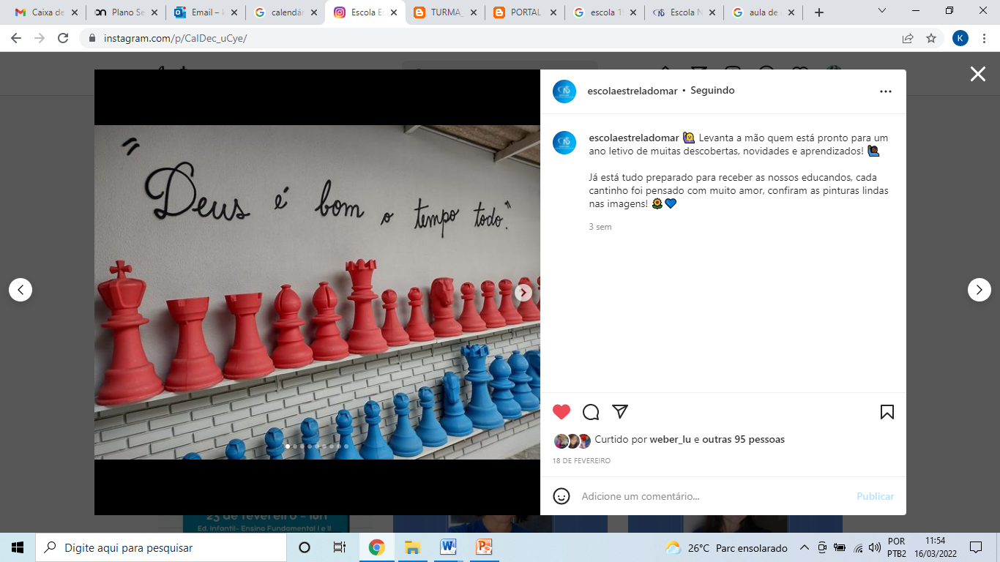 Caixa de
Plano Se
Email –
calendár
Escola E
TURMA_
PORTAL
escola 1
Escola N
aula de
instagram.com/p/CaIDec_uCye/
K
"Deus é bom o tempo todo."
escolaestreladomar • Seguindo
escolaestreladomar 🙋 Levanta a mão quem está pronto para um
ano letivo de muitas descobertas, novidades e aprendizados! 🙋🏿
Já está tudo preparado para receber as nossos educandos, cada
cantinho foi pensado com muito amor, confiram as pinturas lindas
nas imagens! 🌻💙
3 sem
Curtido por weber_lu e outras 95 pessoas
18 DE FEVEREIRO
Adicione um comentário...
Publicar
23 de fevereiro - 10h
Ed. Infantil- Ensino Fundamental I e II
Digite aqui para pesquisar
26°C Parc ensolarado
POR
PTB2
11:54
16/03/2022